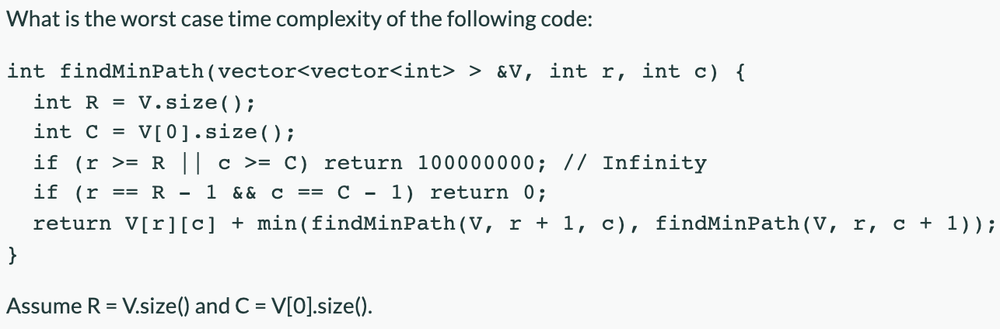 What is the worst case time complexity of the following code:
int findMinPath(vector<vector<int> > &V, int r, int c) {
int R = V.size();
int C = V[0].size();
if (r >= R || c >= C) return 100000000; // Infinity
if (r == R - 1 && c == C - 1) return 0;
return V[r][c] + min(findMinPath(V, r + 1, c), findMinPath(V, r, c + 1));
}
Assume R = V.size() and C = V[0].size().